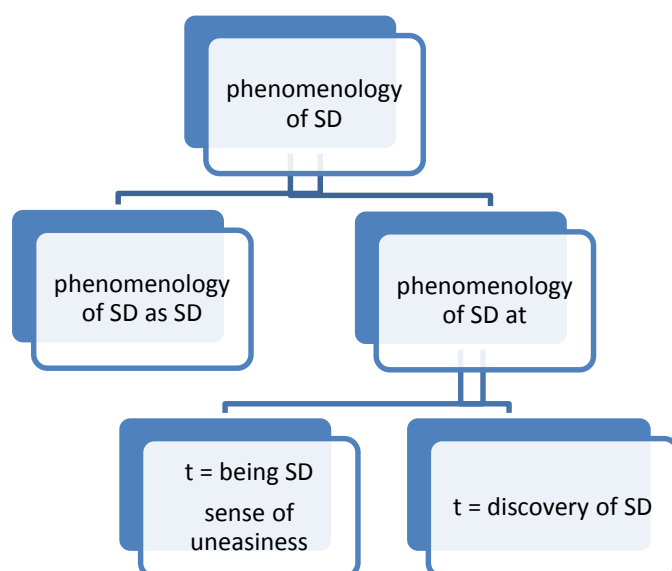 phenomenology
of SD
phenomenology
of SD as SD
phenomenology
of SD at
t = being SD
sense of
uneasiness
t = discovery of SD